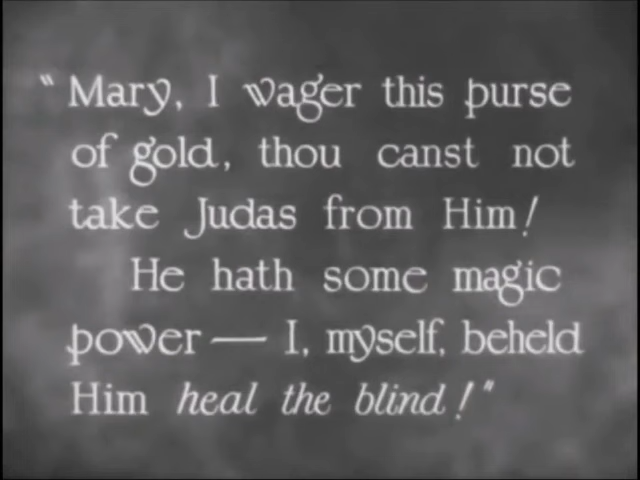 "Mary, I wager this purse
of gold, thou canst not
take Judas from Him!
He hath some magic
power — I, myself, beheld
Him heal the blind!"